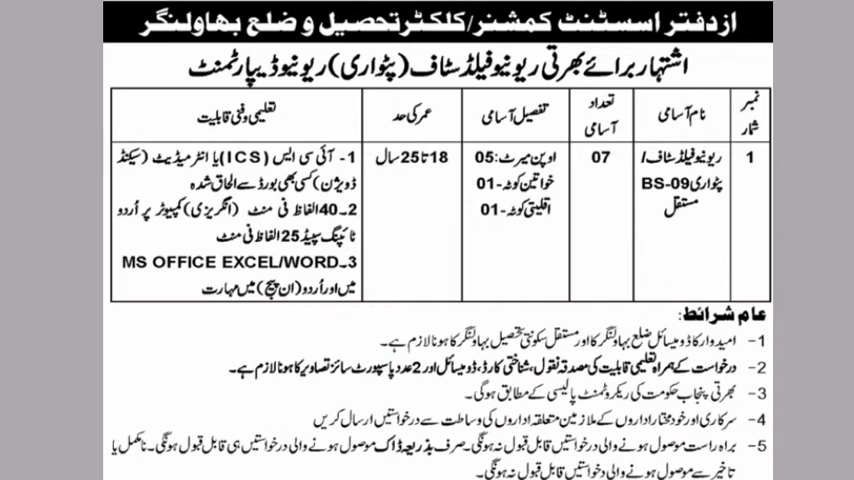 از دفتر اسسٹنٹ کمشنر/کلکٹر تحصیل و ضلع بهاولنگر
اشتہار برائے بھرتی ریونیو فیلڈ سٹاف (پٹواری) ریونیو ڈیپارٹمنٹ
نمبر شمار
نام آسامی
تعداد آسامی
تفصیل آسامی
عمر کی حد
تعلیمی و فنی قابلیت
1
ریونیو فیلڈ سٹاف/
پٹواری BS-09
مستقل
07
اوپن میرٹ: 05
خواتین کوٹہ -01
اقلیتی کوٹہ -01
18 تا 25 سال
1- آئی سی ایس (ICS) یا انٹرمیڈیٹ (سیکنڈ
ڈویژن) کسی بھی بورڈ سے الحاق شدہ
2۔ 40 الفاظ فی منٹ (انگریزی) کمپیوٹر پر اُردو
ٹائپنگ سپیڈ 25 الفاظ فی منٹ
3۔ MS OFFICE EXCEL/WORD
میں اور اُردو (ان پیج) میں مہارت
عام شرائط:
1- امیدوار کا ڈومیسائل ضلع بہاولنگر کا اور مستقل سکونتی تحصیل بہاولنگر کا ہونا لازم ہے۔
2- درخواست کے ہمراہ تعلیمی قابلیت کی مصدقہ نقول، شناختی کارڈ، ڈومیسائل اور 2 عدد پاسپورٹ سائز تصاویر کا ہونا لازم ہے۔
3- بھرتی پنجاب حکومت کی ریکروٹمنٹ پالیسی کے مطابق ہوگی۔
4- سرکاری اور خود مختار اداروں کے ملازمین متعلقہ اداروں کی وساطت سے درخواستیں ارسال کریں
5- براہ راست موصول ہونے والی درخواستیں قابل قبول نہ ہونگی۔ صرف بذریعہ ڈاک موصول ہونے والی درخواستیں ہی قابل قبول ہونگی۔ نامکمل یا
تاخیر سے موصول ہونے والی درخواستیں قابل قبول نہ ہونگی۔